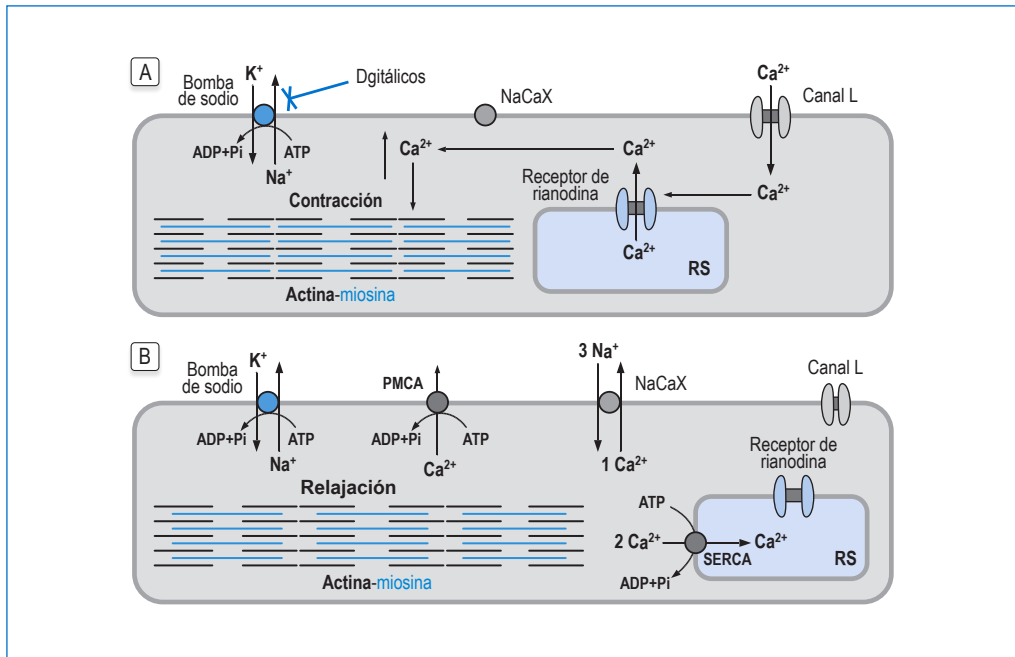 A
K⁺
Dgitálicos
Bomba
de sodio
NaCaX
Ca²⁺
Canal L
ADP+Pi
ATP
Na⁺
Ca²⁺
Ca²⁺
Ca²⁺
Receptor de
rianodina
Contracción
Ca²⁺
RS
Actina-miosina
B
K⁺
Bomba
de sodio
PMCA
3 Na⁺
NaCaX
Canal L
ADP+Pi
ATP
Na⁺
ADP+Pi
ATP
Ca²⁺
1 Ca²⁺
Receptor de
rianodina
Relajación
ATP
2 Ca²⁺
Ca²⁺
SERCA
RS
ADP+Pi
Actina-miosina